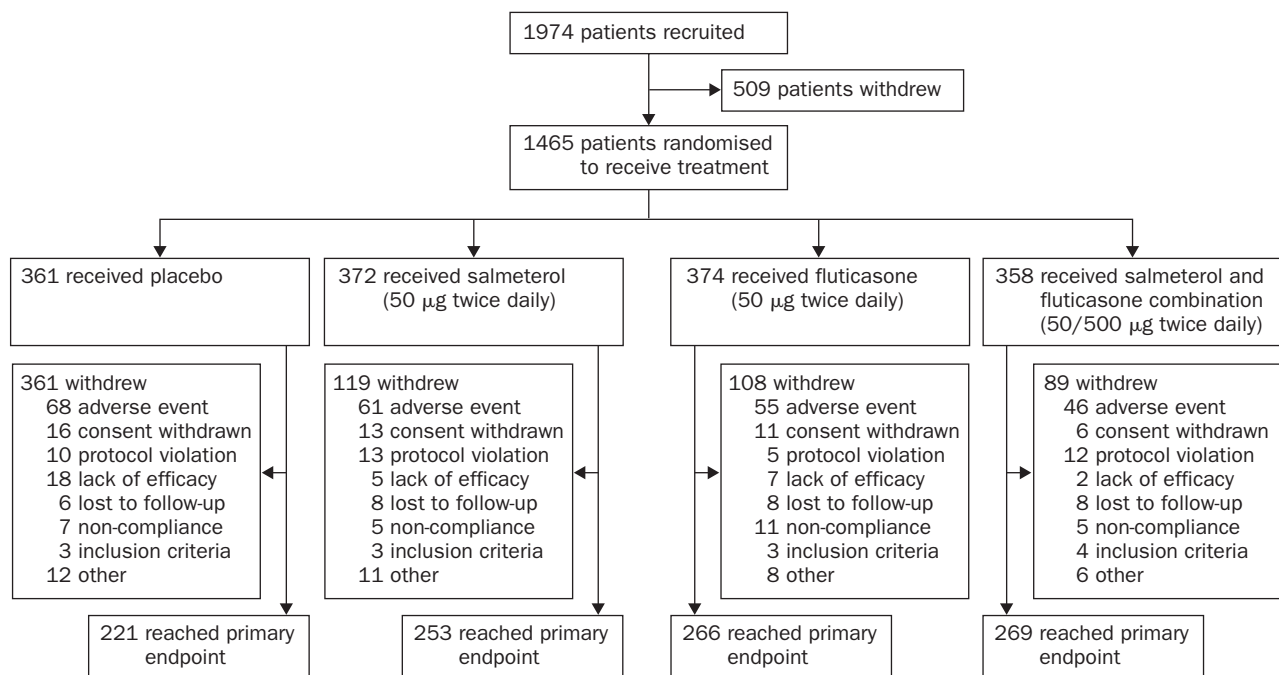 1974 patients recruited
509 patients withdrew
1465 patients randomised
to receive treatment
361 received placebo
372 received salmeterol
(50 µg twice daily)
374 received fluticasone
(50 µg twice daily)
358 received salmeterol and
fluticasone combination
(50/500 µg twice daily)
361 withdrew
68 adverse event
16 consent withdrawn
10 protocol violation
18 lack of efficacy
6 lost to follow-up
7 non-compliance
3 inclusion criteria
12 other
119 withdrew
61 adverse event
13 consent withdrawn
13 protocol violation
5 lack of efficacy
8 lost to follow-up
5 non-compliance
3 inclusion criteria
11 other
108 withdrew
55 adverse event
11 consent withdrawn
5 protocol violation
7 lack of efficacy
8 lost to follow-up
11 non-compliance
3 inclusion criteria
8 other
89 withdrew
46 adverse event
6 consent withdrawn
12 protocol violation
2 lack of efficacy
8 lost to follow-up
5 non-compliance
4 inclusion criteria
6 other
221 reached primary
endpoint
253 reached primary
endpoint
266 reached primary
endpoint
269 reached primary
endpoint